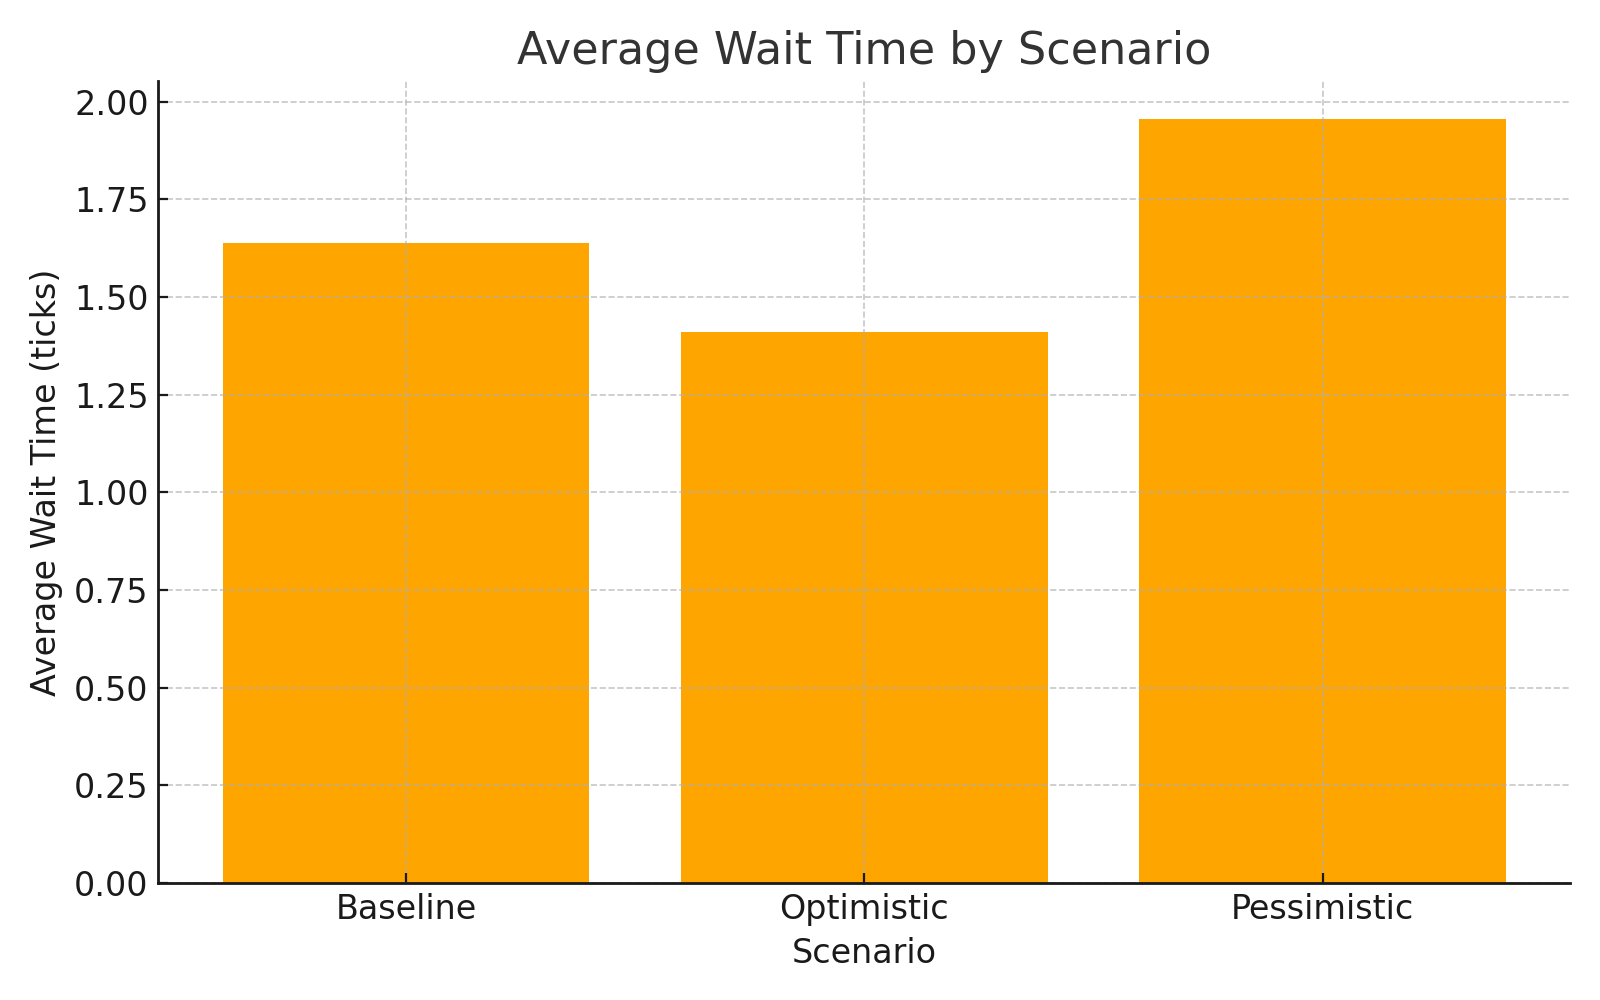 Average Wait Time by Scenario
Average Wait Time (ticks)
2.00
1.75
1.50
1.25
1.00
0.75
0.50
0.25
0.00
Baseline Optimistic Pessimistic
Scenario